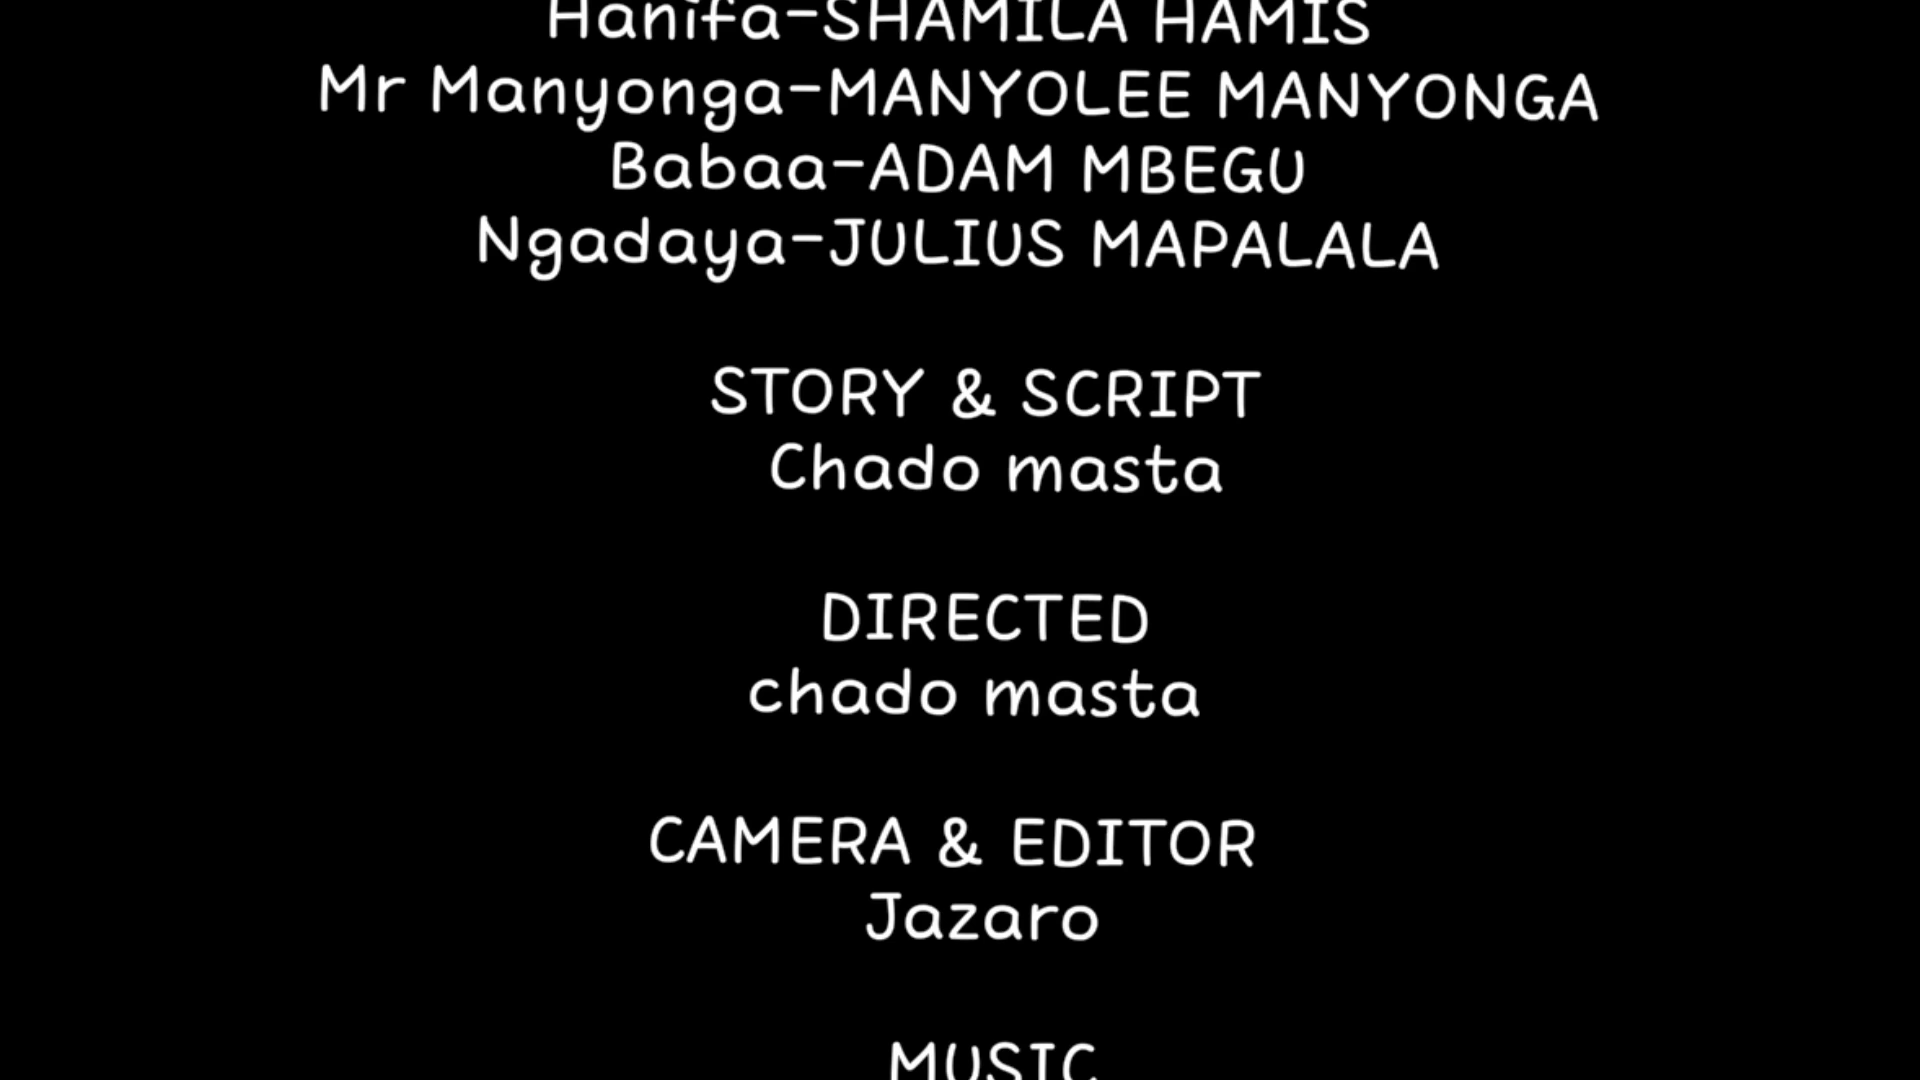 Hanifa-SHAMILA HAMIS
Mr Manyonga-MANYOLEE MANYONGA
Babaa-ADAM MBEGU
Ngadaya-JULIUS MAPALALA
STORY & SCRIPT
Chado masta
DIRECTED
chado masta
CAMERA & EDITOR
Jazaro
MUSIC